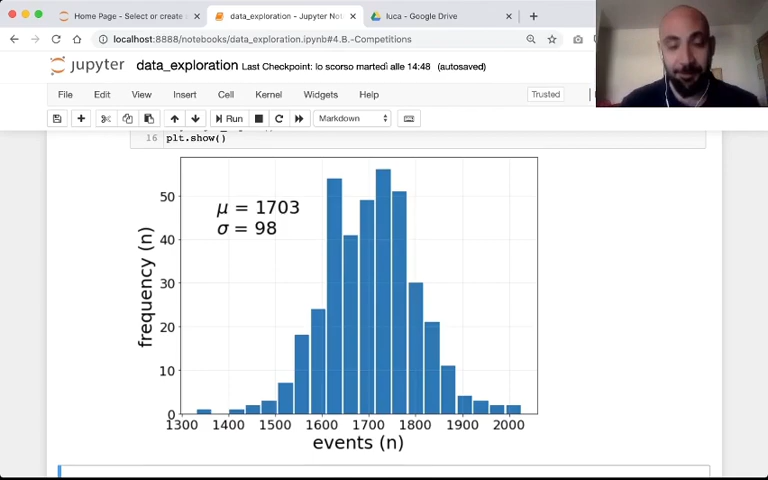 Home Page - Select or create
data_exploration - Jupyter Not
luca - Google Drive
localhost:8888/notebooks/data_exploration.ipynb#4.B.-Competitions
jupyter data_exploration Last Checkpoint: lo scorso martedì alle 14:48 (autosaved)
File Edit View Insert Cell Kernel Widgets Help Trusted
Run Markdown
16 plt.show()
μ = 1703
σ = 98
frequency (n)
50
40
30
20
10
0
1300 1400 1500 1600 1700 1800 1900 2000
events (n)